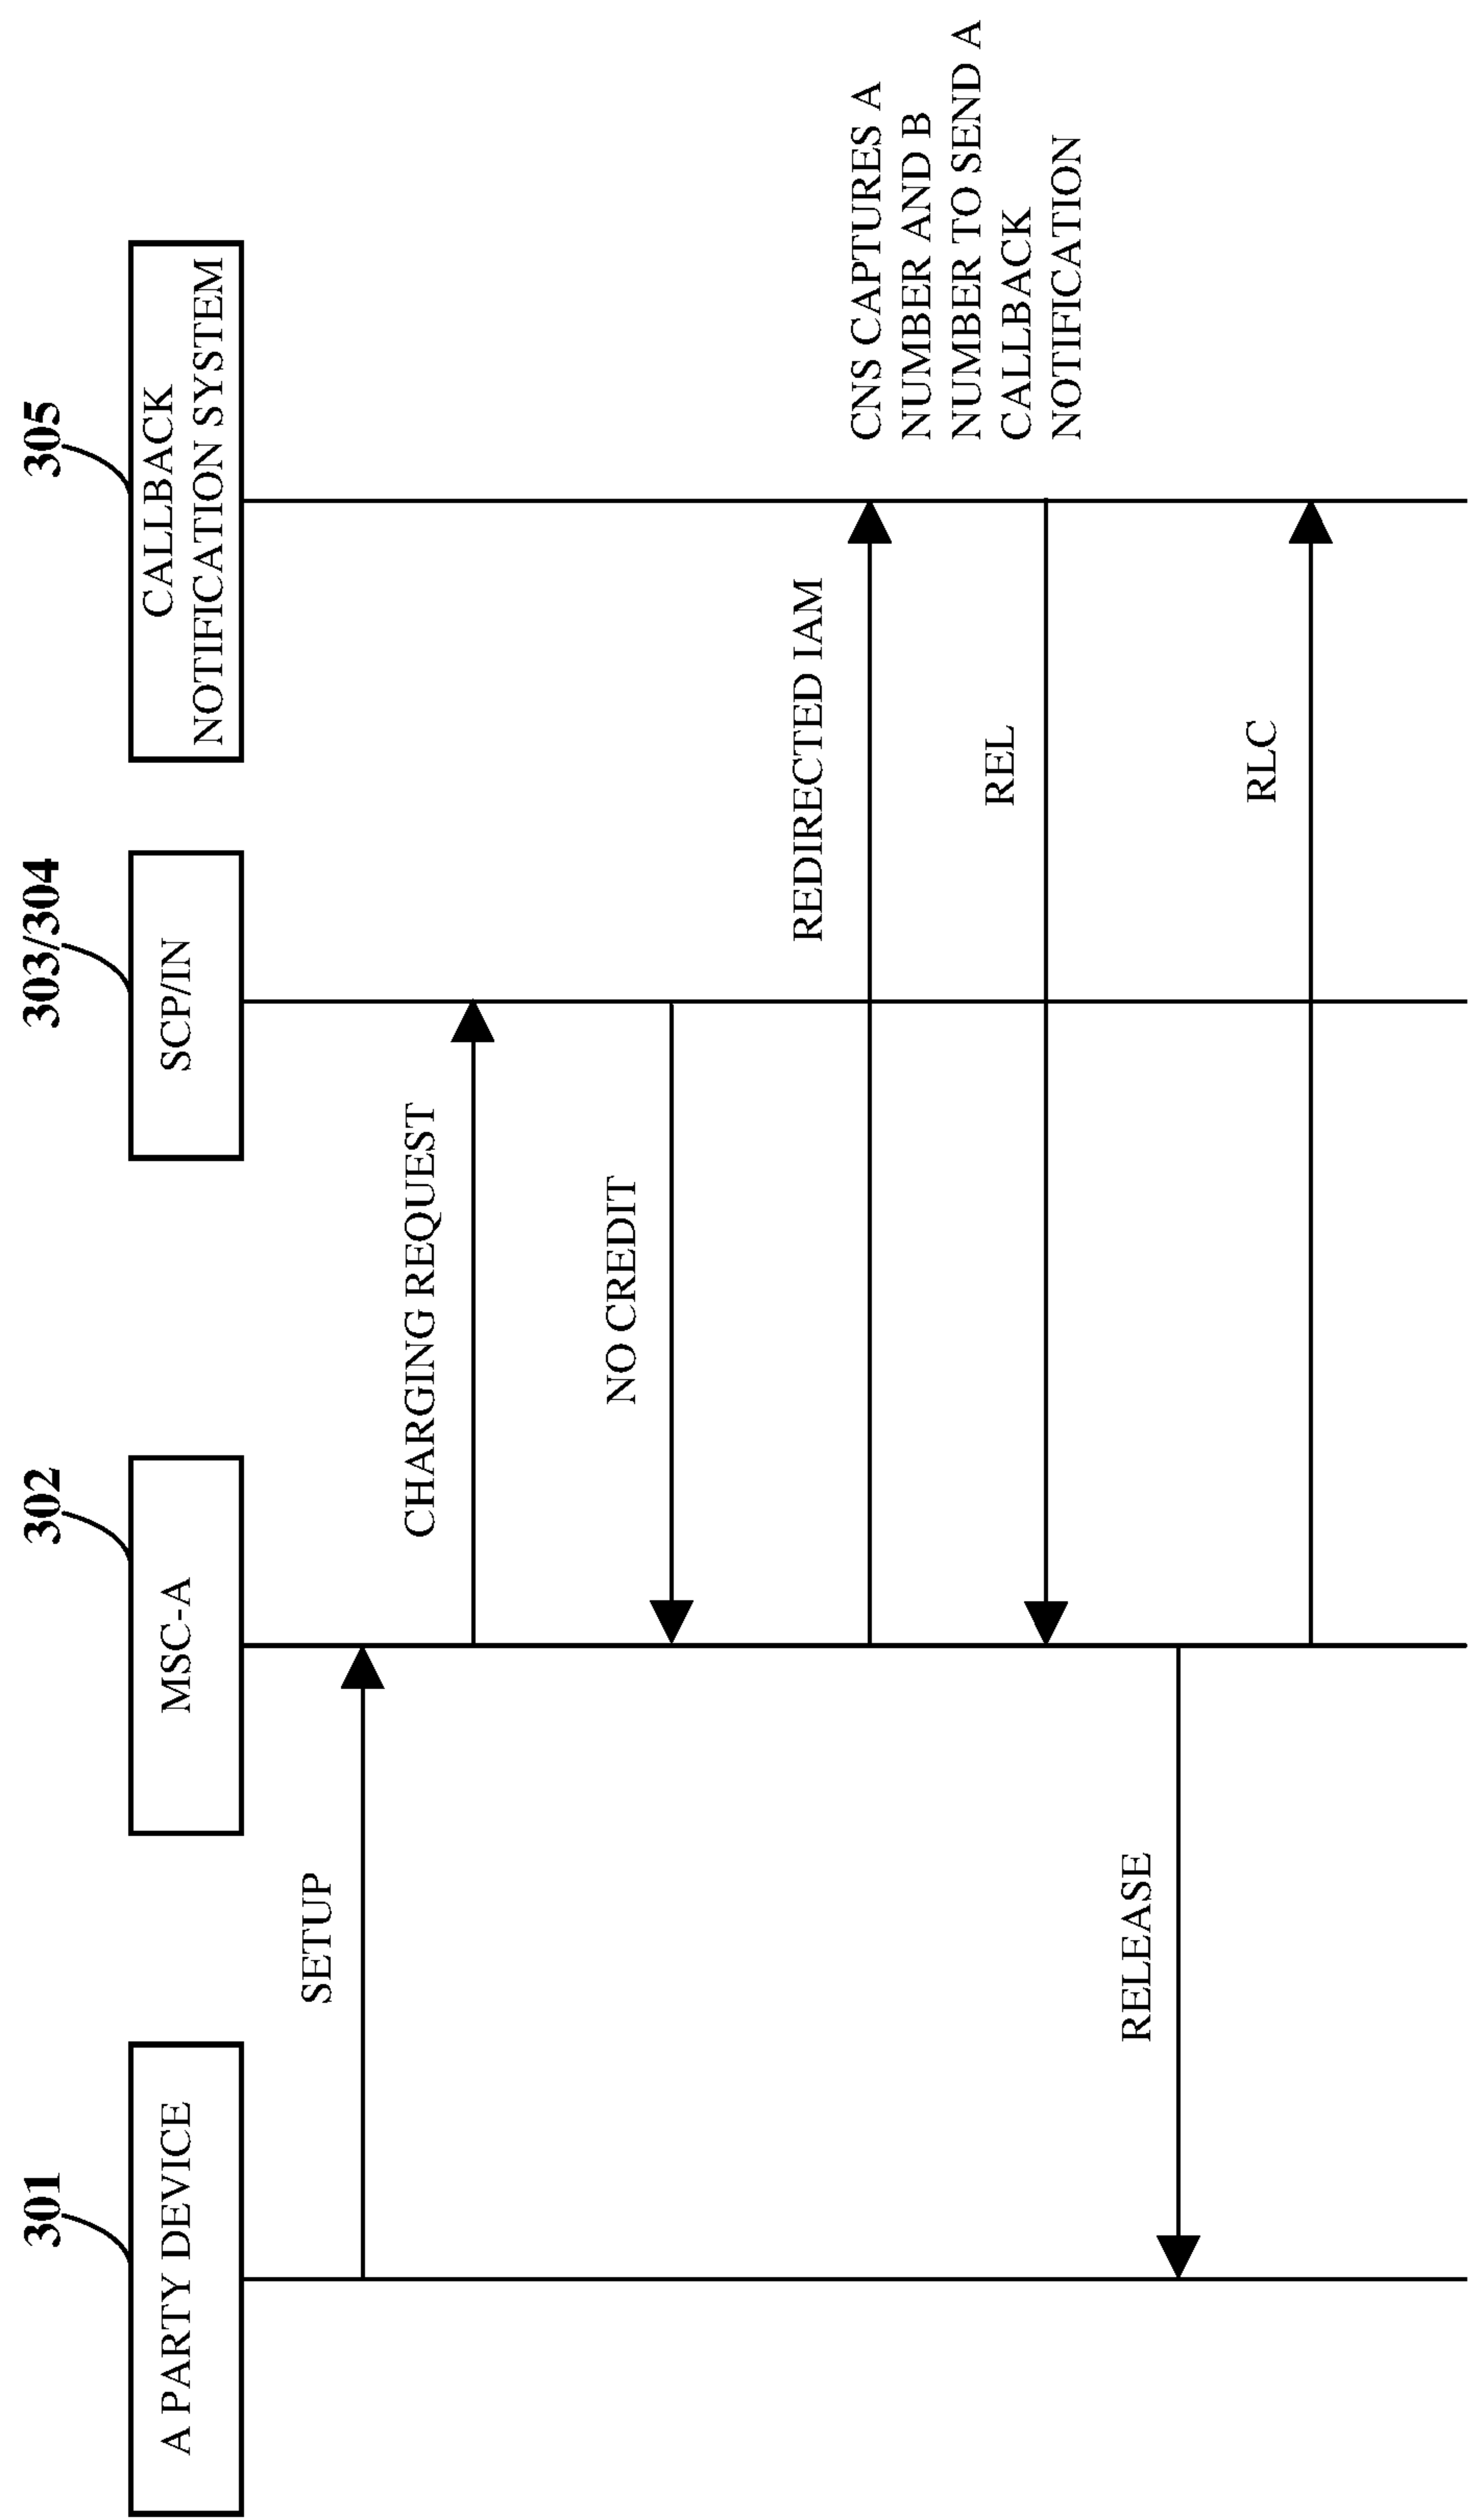 301
302
303/304
305
A PARTY DEVICE
MSC-A
SCP/IN
CALLBACK
NOTIFICATION SYSTEM
SETUP
CHARGING REQUEST
NO CREDIT
REDIRECTED IAM
CNS CAPTURES A
NUMBER AND B
NUMBER TO SEND A
CALLBACK
NOTIFICATION
REL
RELEASE
RLC